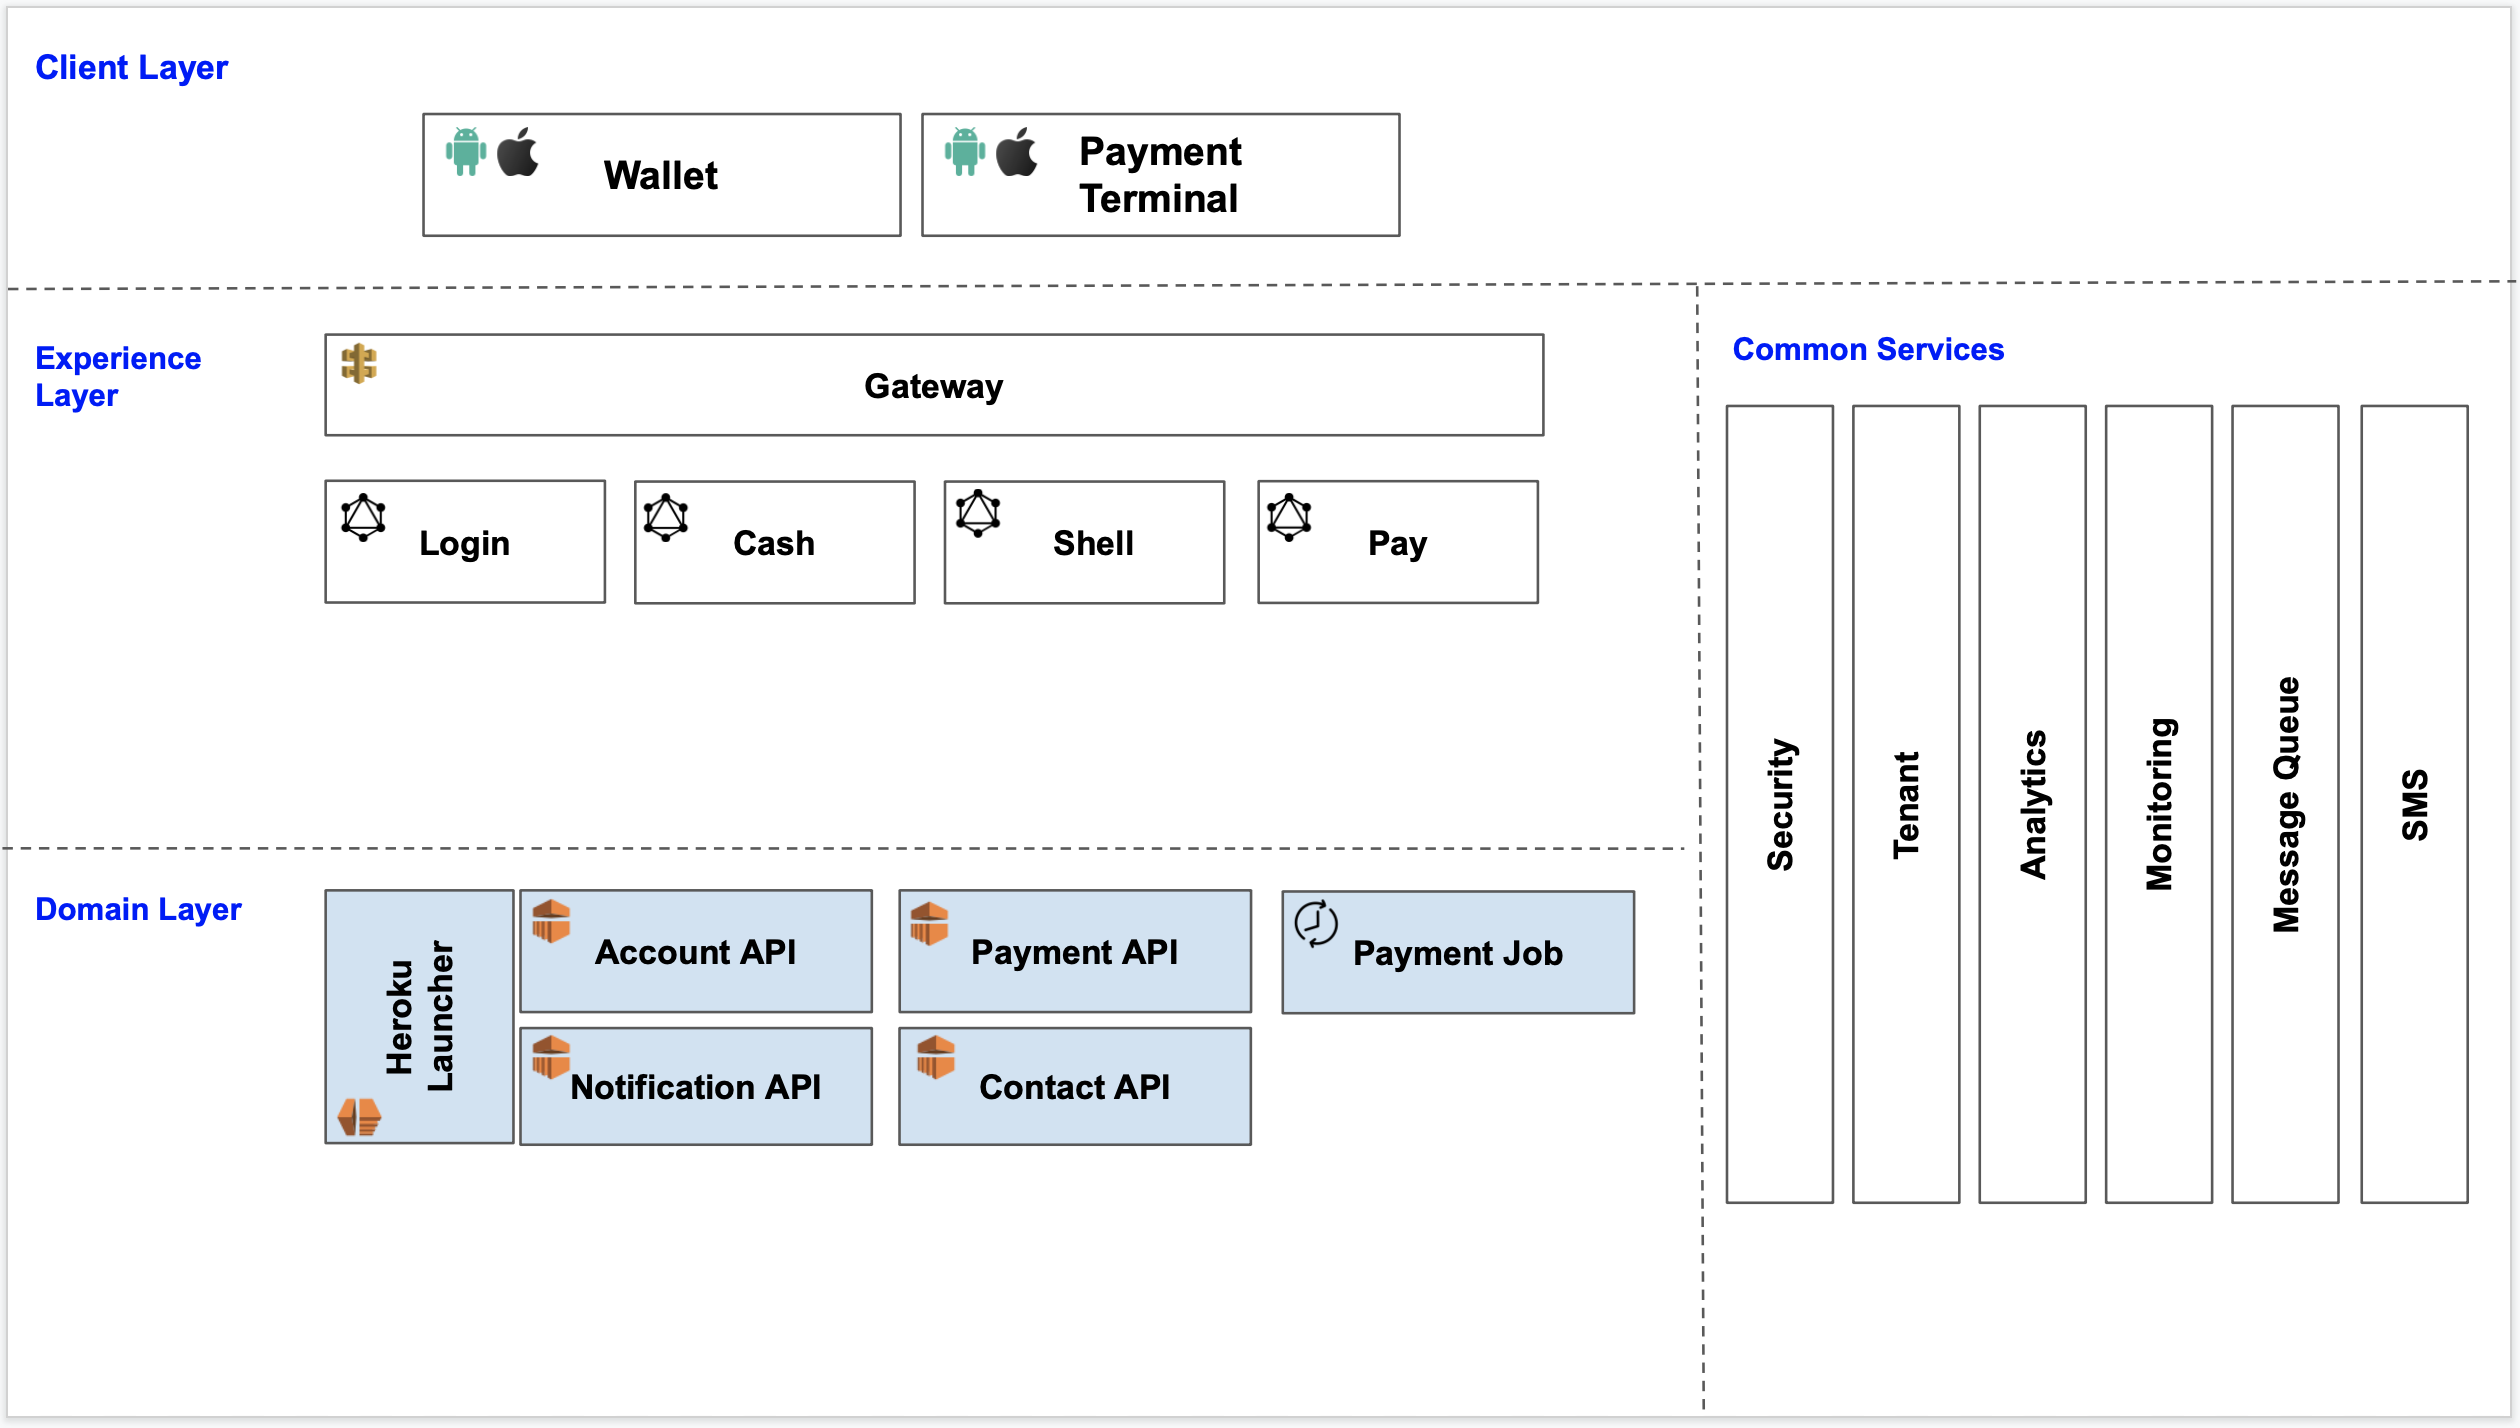 Client Layer
Wallet
Payment
Terminal
Experience
Layer
Gateway
Login
Cash
Shell
Pay
Common Services
Security
Tenant
Analytics
Monitoring
Message Queue
SMS
Domain Layer
Heroku
Launcher
Account API
Payment API
Payment Job
Notification API
Contact API